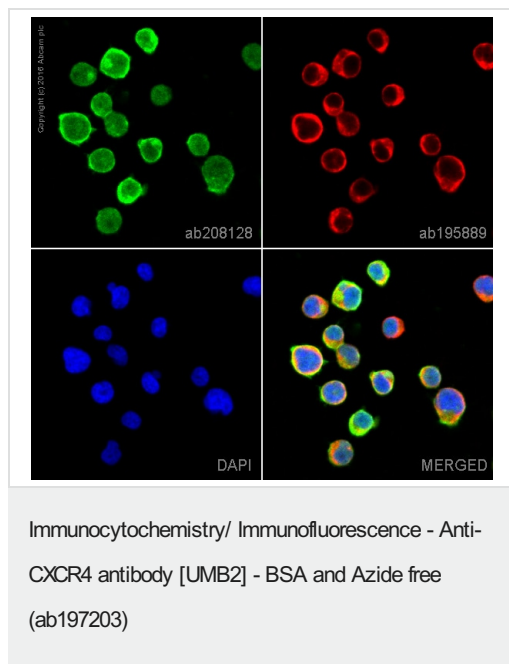 Copyright (c) 2016 Abcam plc
ab208128
ab195889
DAPI
MERGED
Immunocytochemistry/ Immunofluorescence - Anti-
CXCR4 antibody [UMB2] - BSA and Azide free
(ab197203)